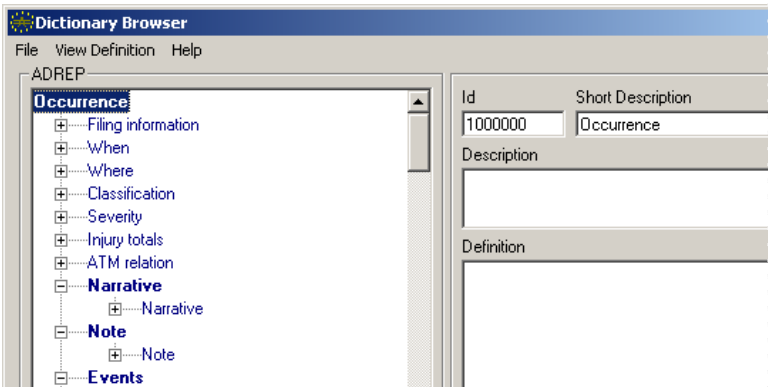 Dictionary Browser
File View Definition Help
ADREP
Occurrence
Filing information
When
Where
Classification
Severity
Injury totals
ATM relation
Narrative
Narrative
Note
Note
Events
Id Short Description
1000000 Occurrence
Description
Definition